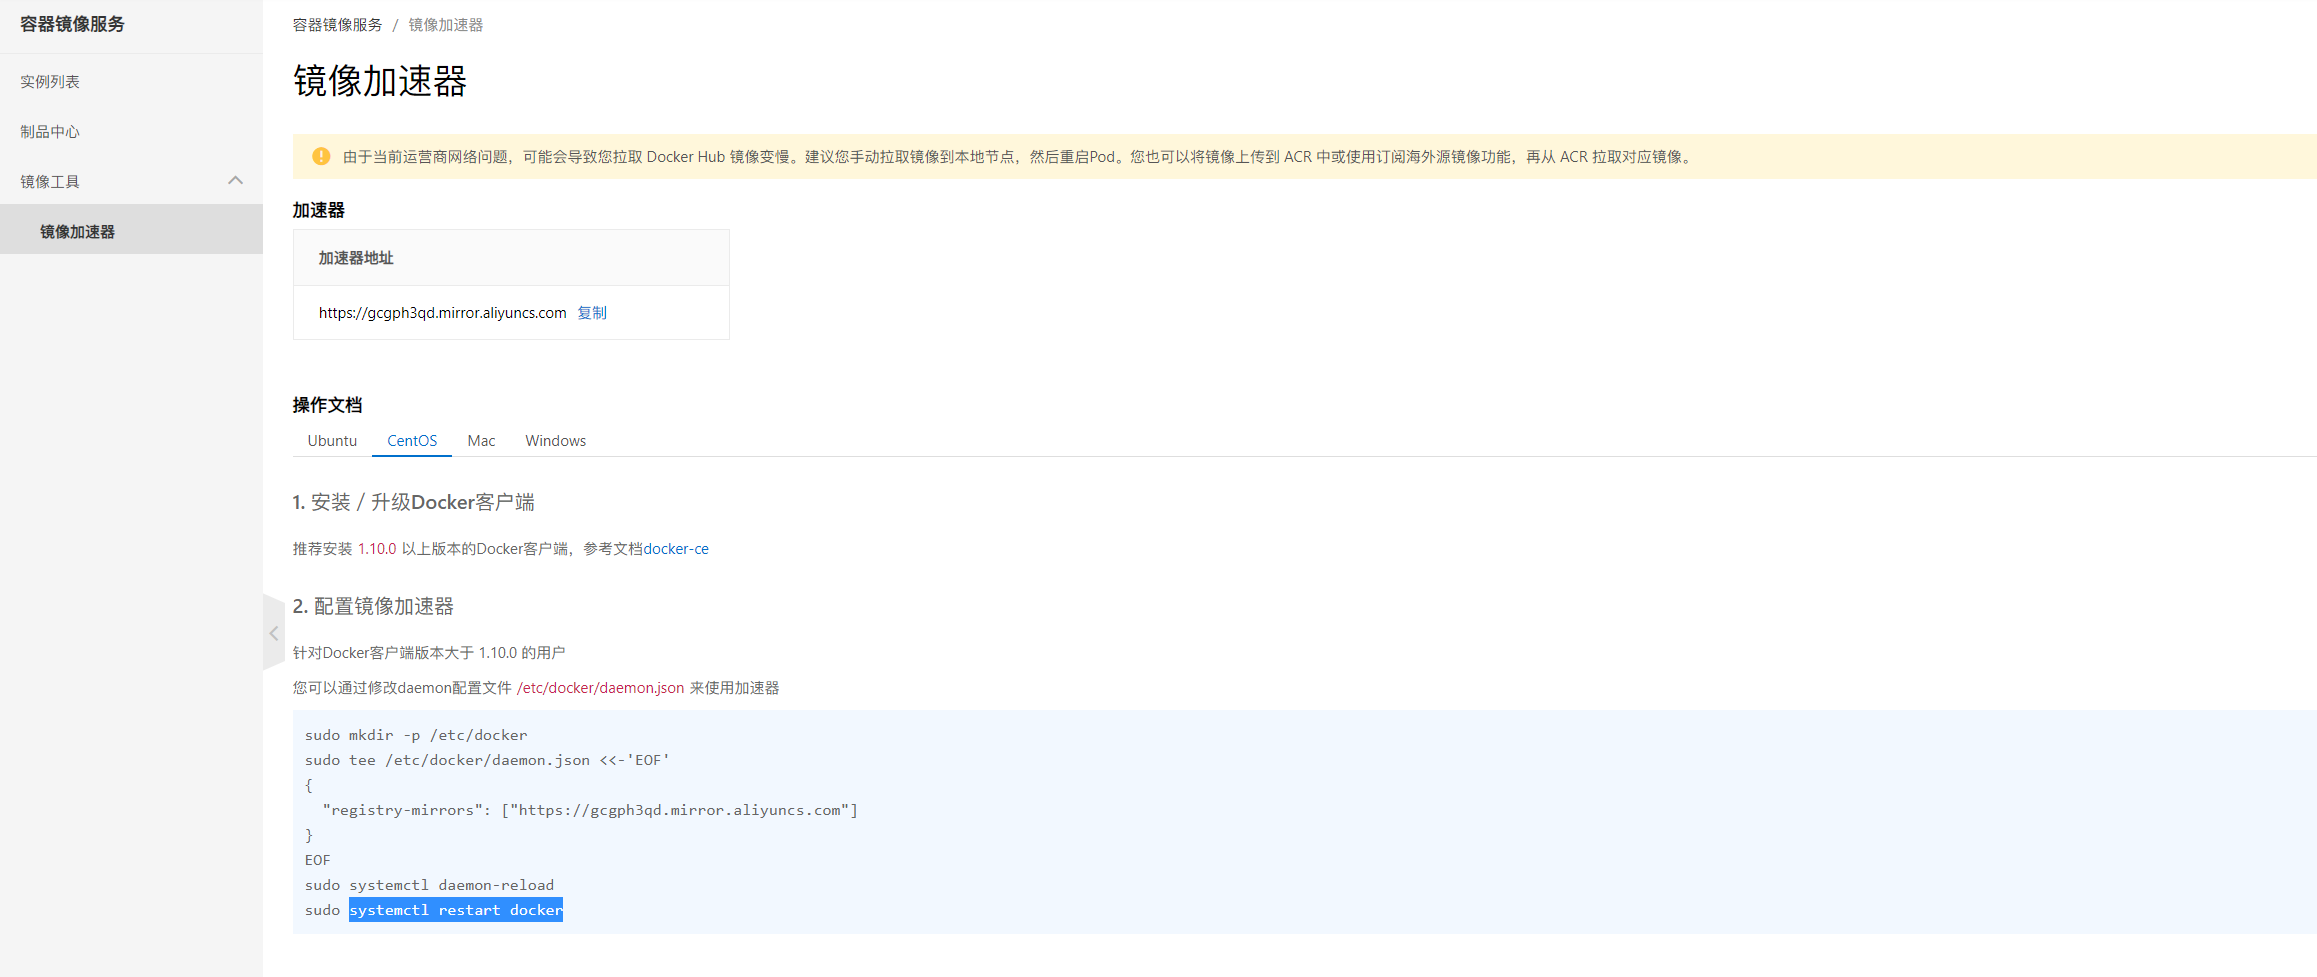 容器镜像服务
实例列表
制品中心
镜像工具
镜像加速器
容器镜像服务 / 镜像加速器
镜像加速器
由于当前运营商网络问题，可能会导致您拉取 Docker Hub 镜像变慢。建议您手动拉取镜像到本地节点，然后重启Pod。您也可以将镜像上传到 ACR 中或使用订阅海外源镜像功能，再从 ACR 拉取对应镜像。
加速器
加速器地址
https://gcgph3qd.mirror.aliyuncs.com 复制
操作文档
Ubuntu CentOS Mac Windows
1. 安装 / 升级Docker客户端
推荐安装 1.10.0 以上版本的Docker客户端，参考文档docker-ce
2. 配置镜像加速器
针对Docker客户端版本大于 1.10.0 的用户
您可以通过修改daemon配置文件 /etc/docker/daemon.json 来使用加速器
sudo mkdir -p /etc/docker
sudo tee /etc/docker/daemon.json <<-'EOF'
{
  "registry-mirrors": ["https://gcgph3qd.mirror.aliyuncs.com"]
}
EOF
sudo systemctl daemon-reload
sudo systemctl restart docker